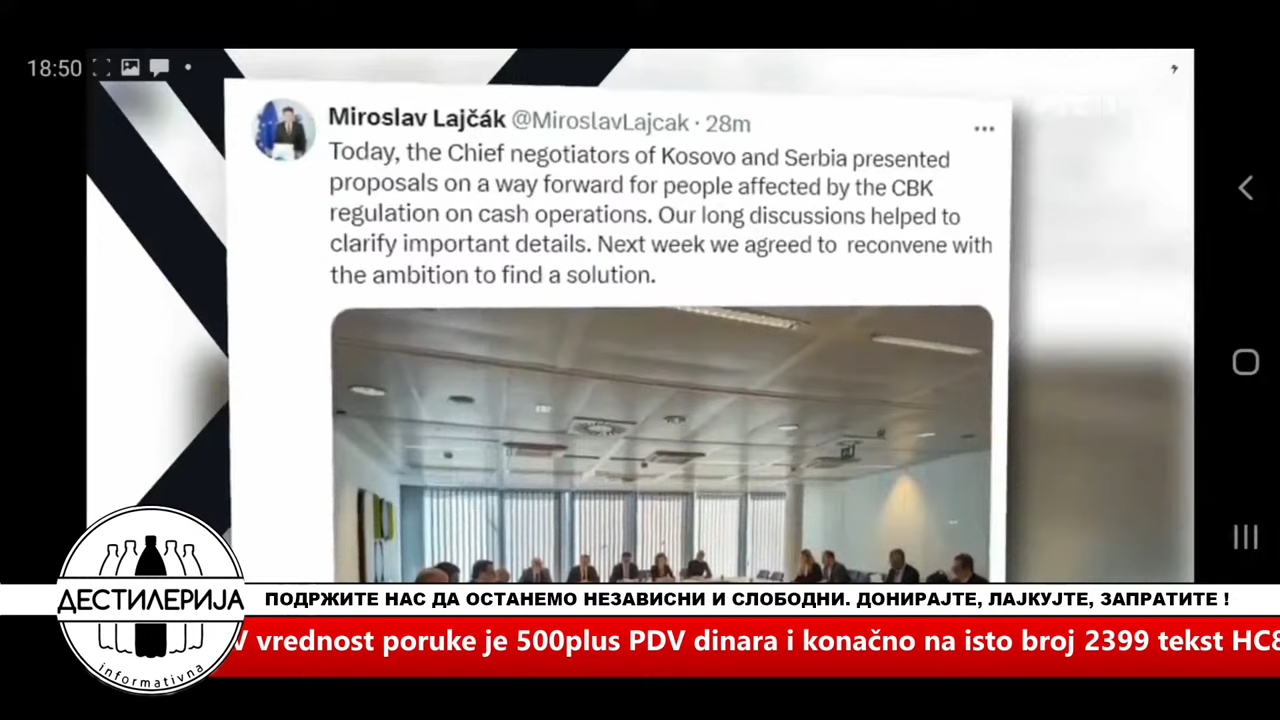 18:50
Miroslav Lajčák @MiroslavLajcak · 28m
Today, the Chief negotiators of Kosovo and Serbia presented
proposals on a way forward for people affected by the CBK
regulation on cash operations. Our long discussions helped to
clarify important details. Next week we agreed to reconvene with
the ambition to find a solution.
ДЕСТИЛЕРИЈА
informativna
ПОДРЖИТЕ НАС ДА ОСТАНЕМО НЕЗАВИСНИ И СЛОБОДНИ. ДОНИРАЈТЕ, ЛАЈКУЈТЕ, ЗАПРАТИТЕ !
V vrednost poruke je 500plus PDV dinara i konačno na isto broj 2399 tekst HC8